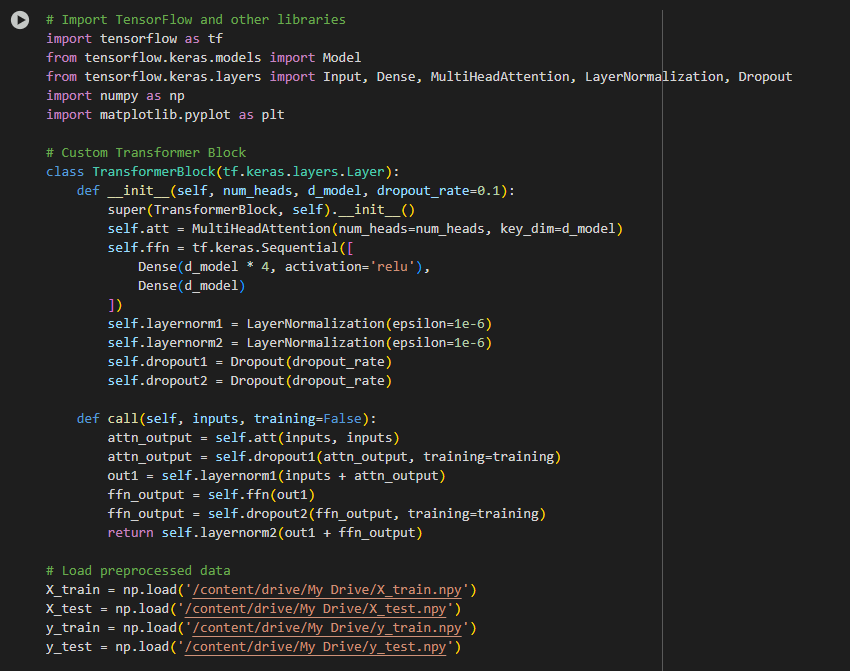 # Import TensorFlow and other libraries
import tensorflow as tf
from tensorflow.keras.models import Model
from tensorflow.keras.layers import Input, Dense, MultiHeadAttention, LayerNormalization, Dropout
import numpy as np
import matplotlib.pyplot as plt

# Custom Transformer Block
class TransformerBlock(tf.keras.layers.Layer):
    def __init__(self, num_heads, d_model, dropout_rate=0.1):
        super(TransformerBlock, self).__init__()
        self.att = MultiHeadAttention(num_heads=num_heads, key_dim=d_model)
        self.ffn = tf.keras.Sequential([
            Dense(d_model * 4, activation='relu'),
            Dense(d_model)
        ])
        self.layernorm1 = LayerNormalization(epsilon=1e-6)
        self.layernorm2 = LayerNormalization(epsilon=1e-6)
        self.dropout1 = Dropout(dropout_rate)
        self.dropout2 = Dropout(dropout_rate)

    def call(self, inputs, training=False):
        attn_output = self.att(inputs, inputs)
        attn_output = self.dropout1(attn_output, training=training)
        out1 = self.layernorm1(inputs + attn_output)
        ffn_output = self.ffn(out1)
        ffn_output = self.dropout2(ffn_output, training=training)
        return self.layernorm2(out1 + ffn_output)

# Load preprocessed data
X_train = np.load('/content/drive/My Drive/X_train.npy')
X_test = np.load('/content/drive/My Drive/X_test.npy')
y_train = np.load('/content/drive/My Drive/y_train.npy')
y_test = np.load('/content/drive/My Drive/y_test.npy')